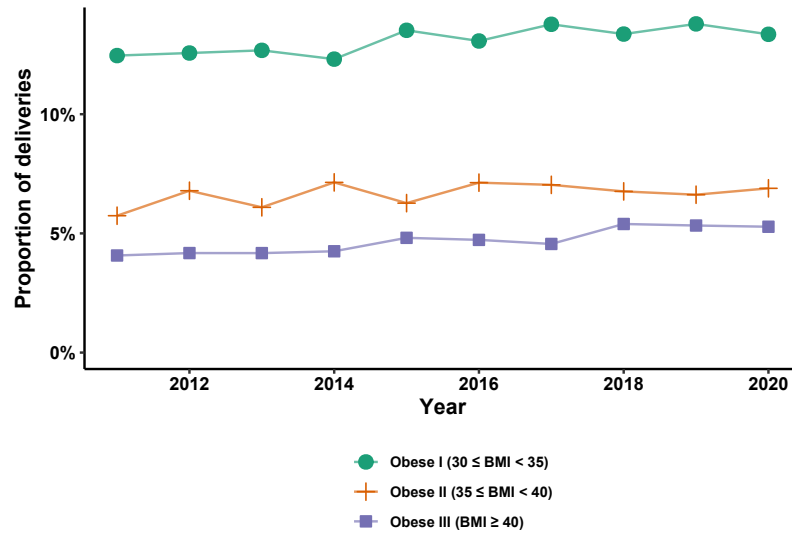 Proportion of deliveries
10%
5%
0%
2012 2014 2016 2018 2020
Year
Obese I (30 ≤ BMI < 35)
Obese II (35 ≤ BMI < 40)
Obese III (BMI ≥ 40)